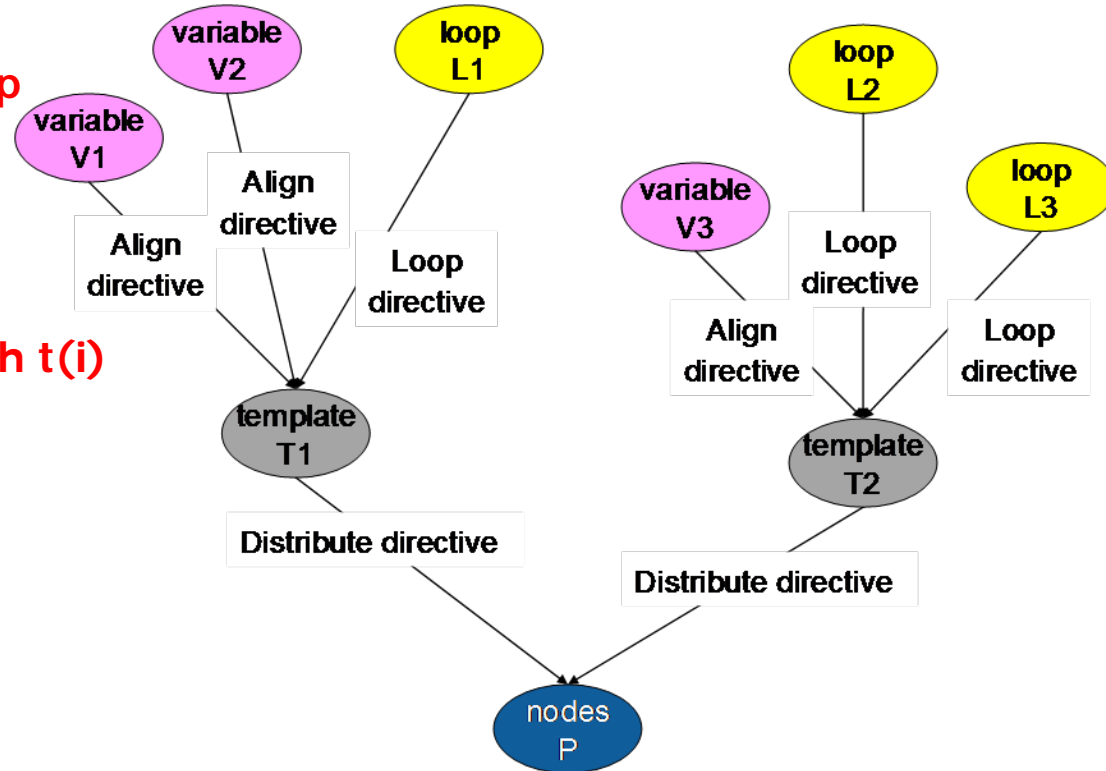 variable
V2
loop
L1
loop
L2
p
variable
V1
Align
directive
loop
L3
variable
V3
Align
directive
Loop
directive
Loop
directive
h t(i)
Align
directive
Loop
directive
template
T1
template
T2
Distribute directive
Distribute directive
nodes
P